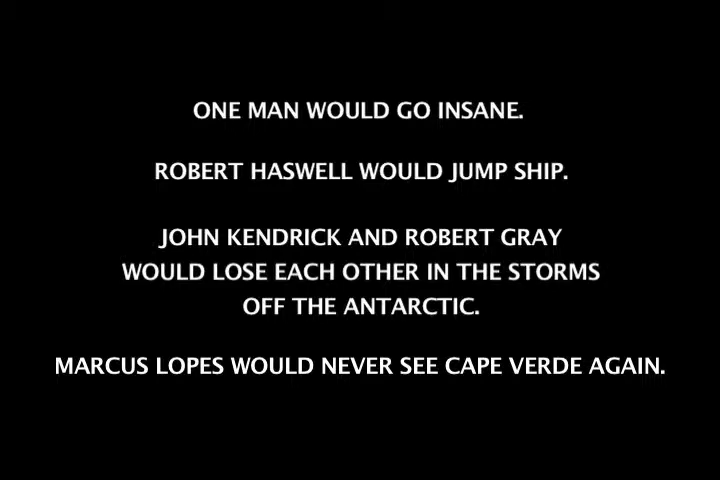 ONE MAN WOULD GO INSANE.
ROBERT HASWELL WOULD JUMP SHIP.
JOHN KENDRICK AND ROBERT GRAY
WOULD LOSE EACH OTHER IN THE STORMS
OFF THE ANTARCTIC.
MARCUS LOPES WOULD NEVER SEE CAPE VERDE AGAIN.